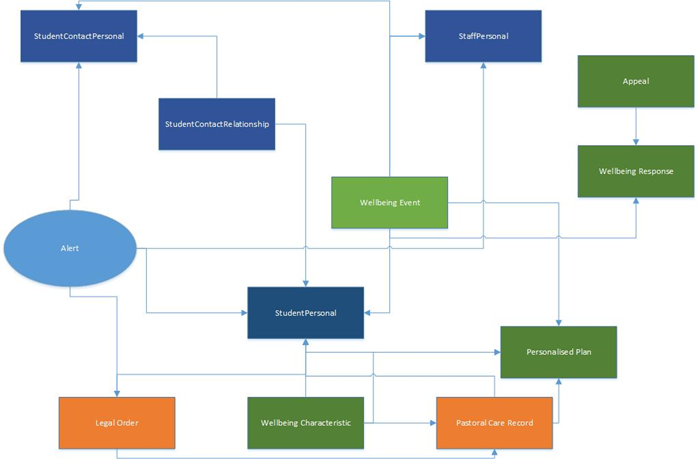 StudentContactPersonal
StaffPersonal
Appeal
StudentContactRelationship
Wellbeing Response
Wellbeing Event
Alert
StudentPersonal
Personalised Plan
Legal Order
Wellbeing Characteristic
Pastoral Care Record